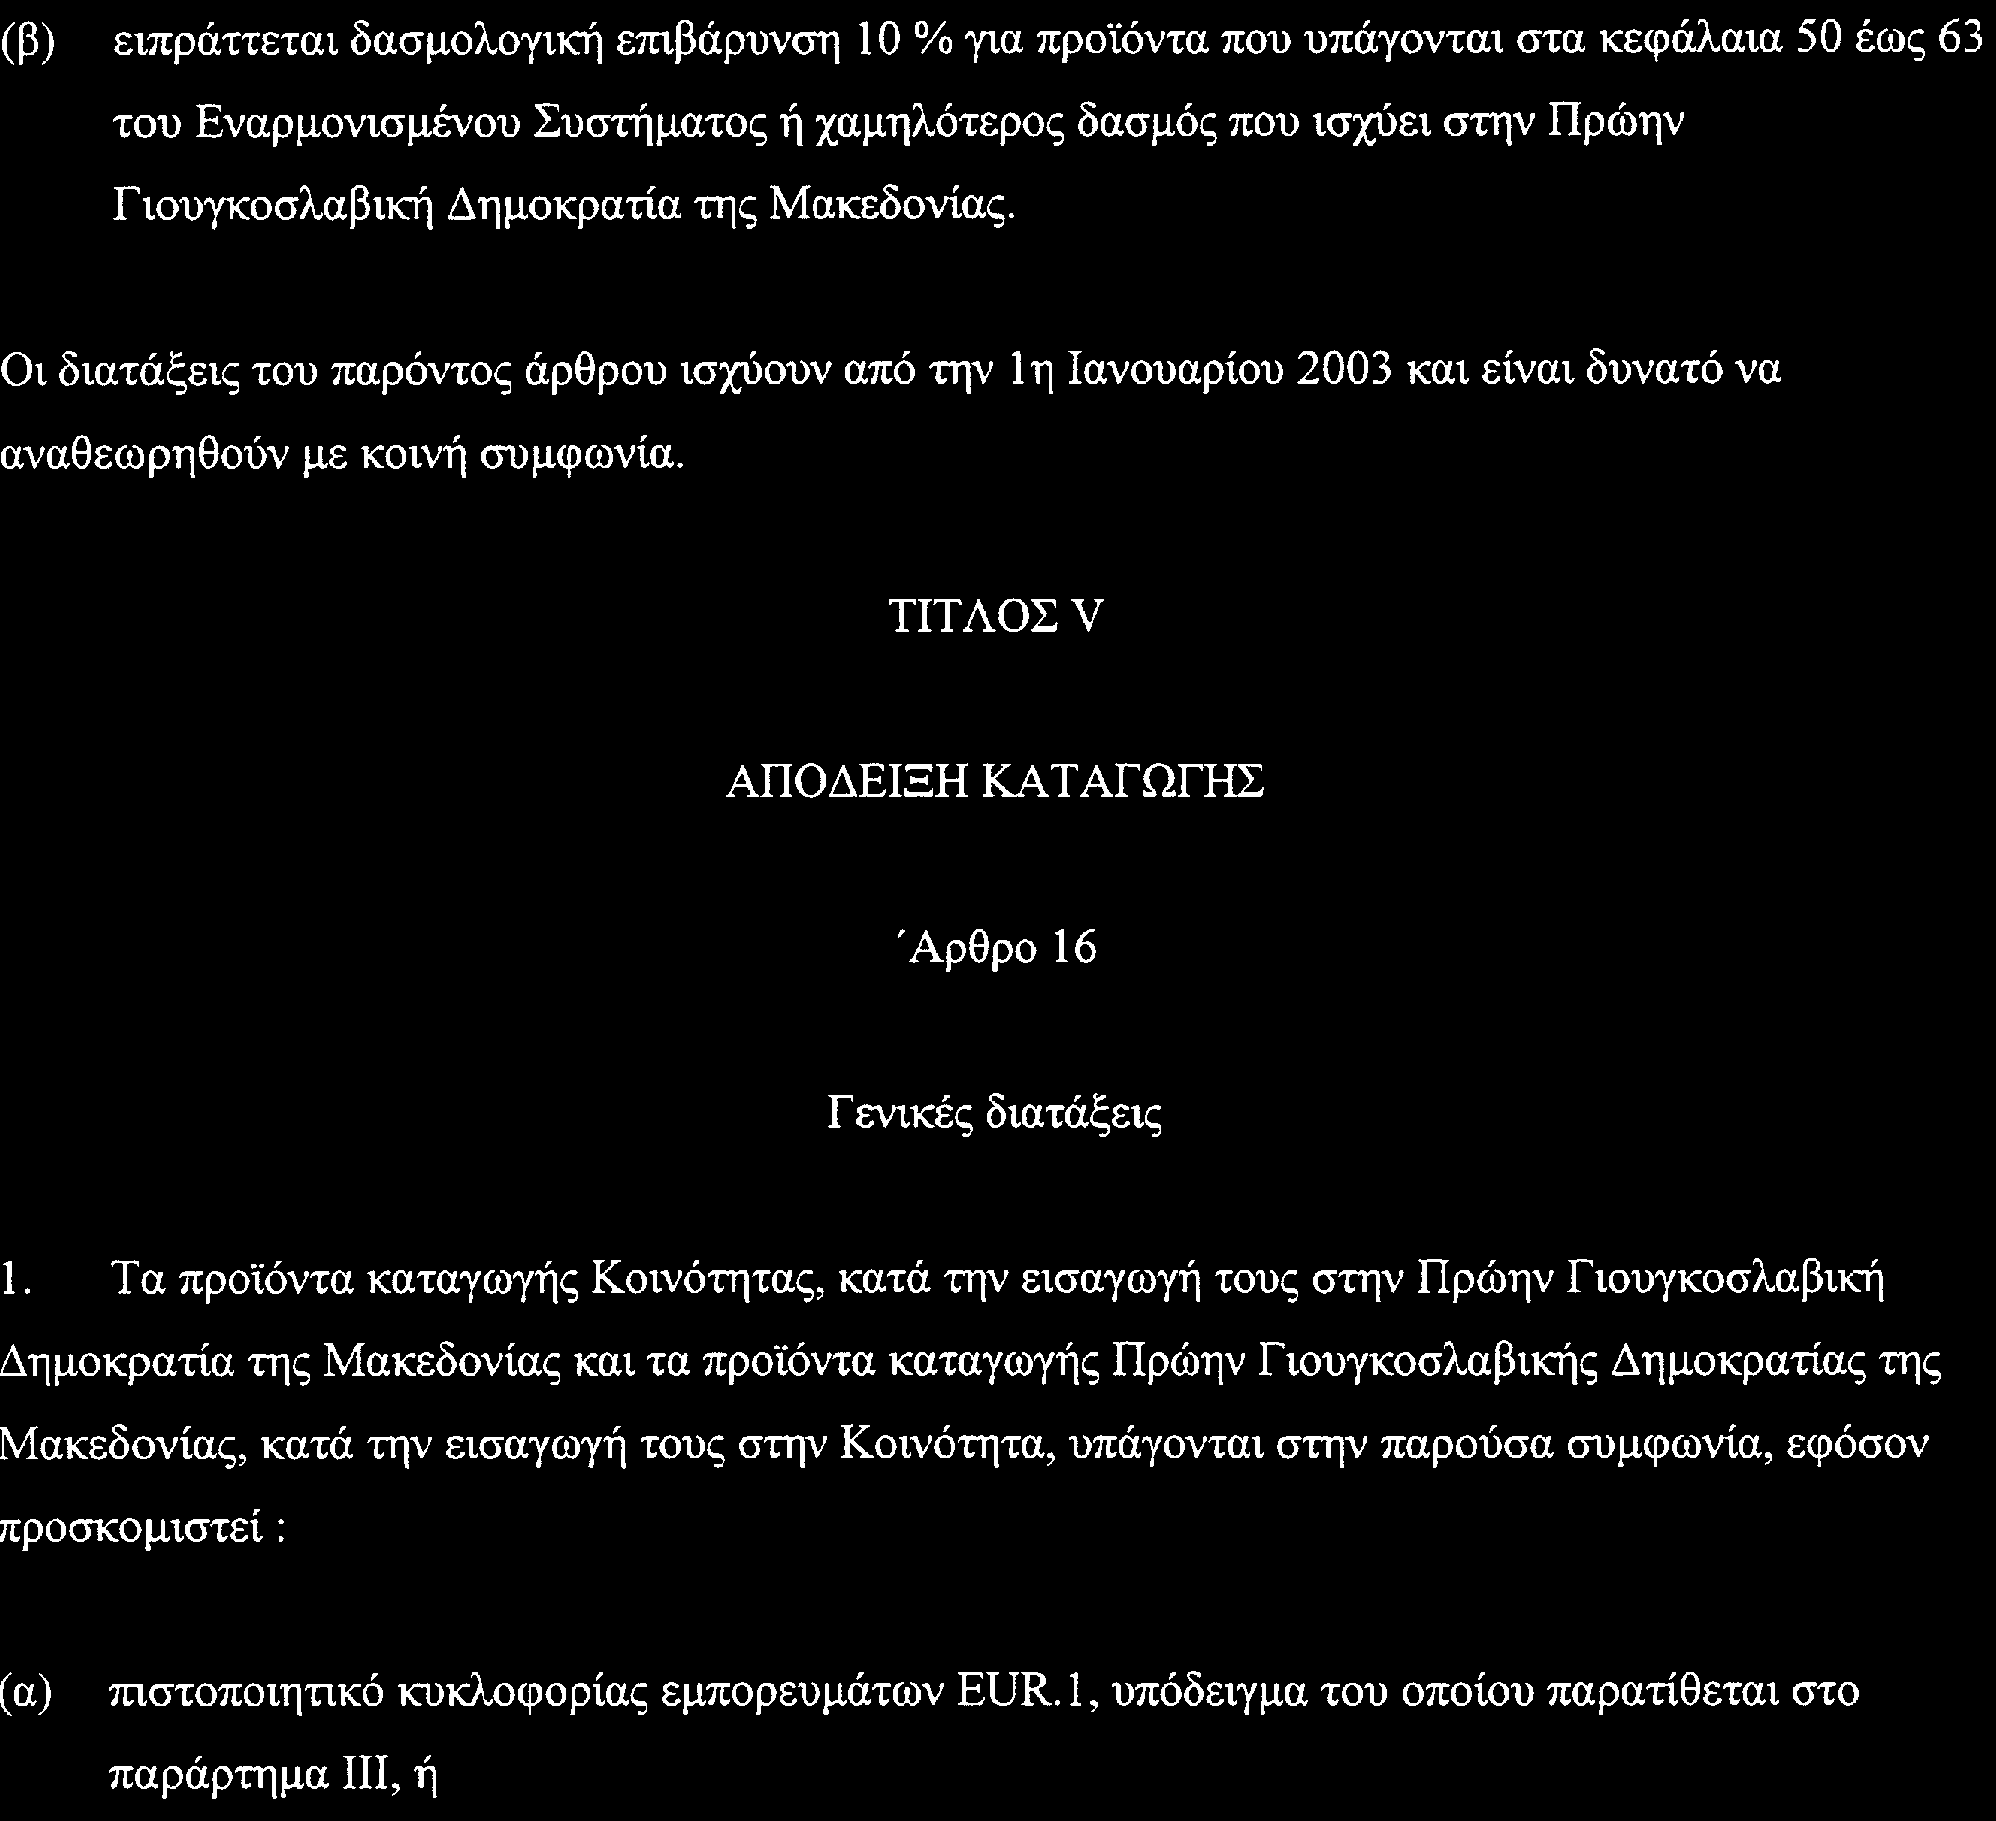 (β) ειπράττεται δασμολογική επιβάρυνση 10 % για προϊόντα που υπάγονται στα κεφάλαια 50 έως 63
του Εναρμονισμένου Συστήματος ή χαμηλότερος δασμός που ισχύει στην Πρώην
Γιουγκοσλαβική Δημοκρατία της Μακεδονίας.
Οι διατάξεις του παρόντος άρθρου ισχύουν από την 1η Ιανουαρίου 2003 και είναι δυνατό να
αναθεωρηθούν με κοινή συμφωνία.
ΤΙΤΛΟΣ V
ΑΠΟΔΕΙΞΗ ΚΑΤΑΓΩΓΗΣ
Άρθρο 16
Γενικές διατάξεις
1. Τα προϊόντα καταγωγής Κοινότητας, κατά την εισαγωγή τους στην Πρώην Γιουγκοσλαβική
Δημοκρατία της Μακεδονίας και τα προϊόντα καταγωγής Πρώην Γιουγκοσλαβικής Δημοκρατίας της
Μακεδονίας, κατά την εισαγωγή τους στην Κοινότητα, υπάγονται στην παρούσα συμφωνία, εφόσον
προσκομιστεί :
(α) πιστοποιητικό κυκλοφορίας εμπορευμάτων EUR.1, υπόδειγμα του οποίου παρατίθεται στο
παράρτημα III, ή